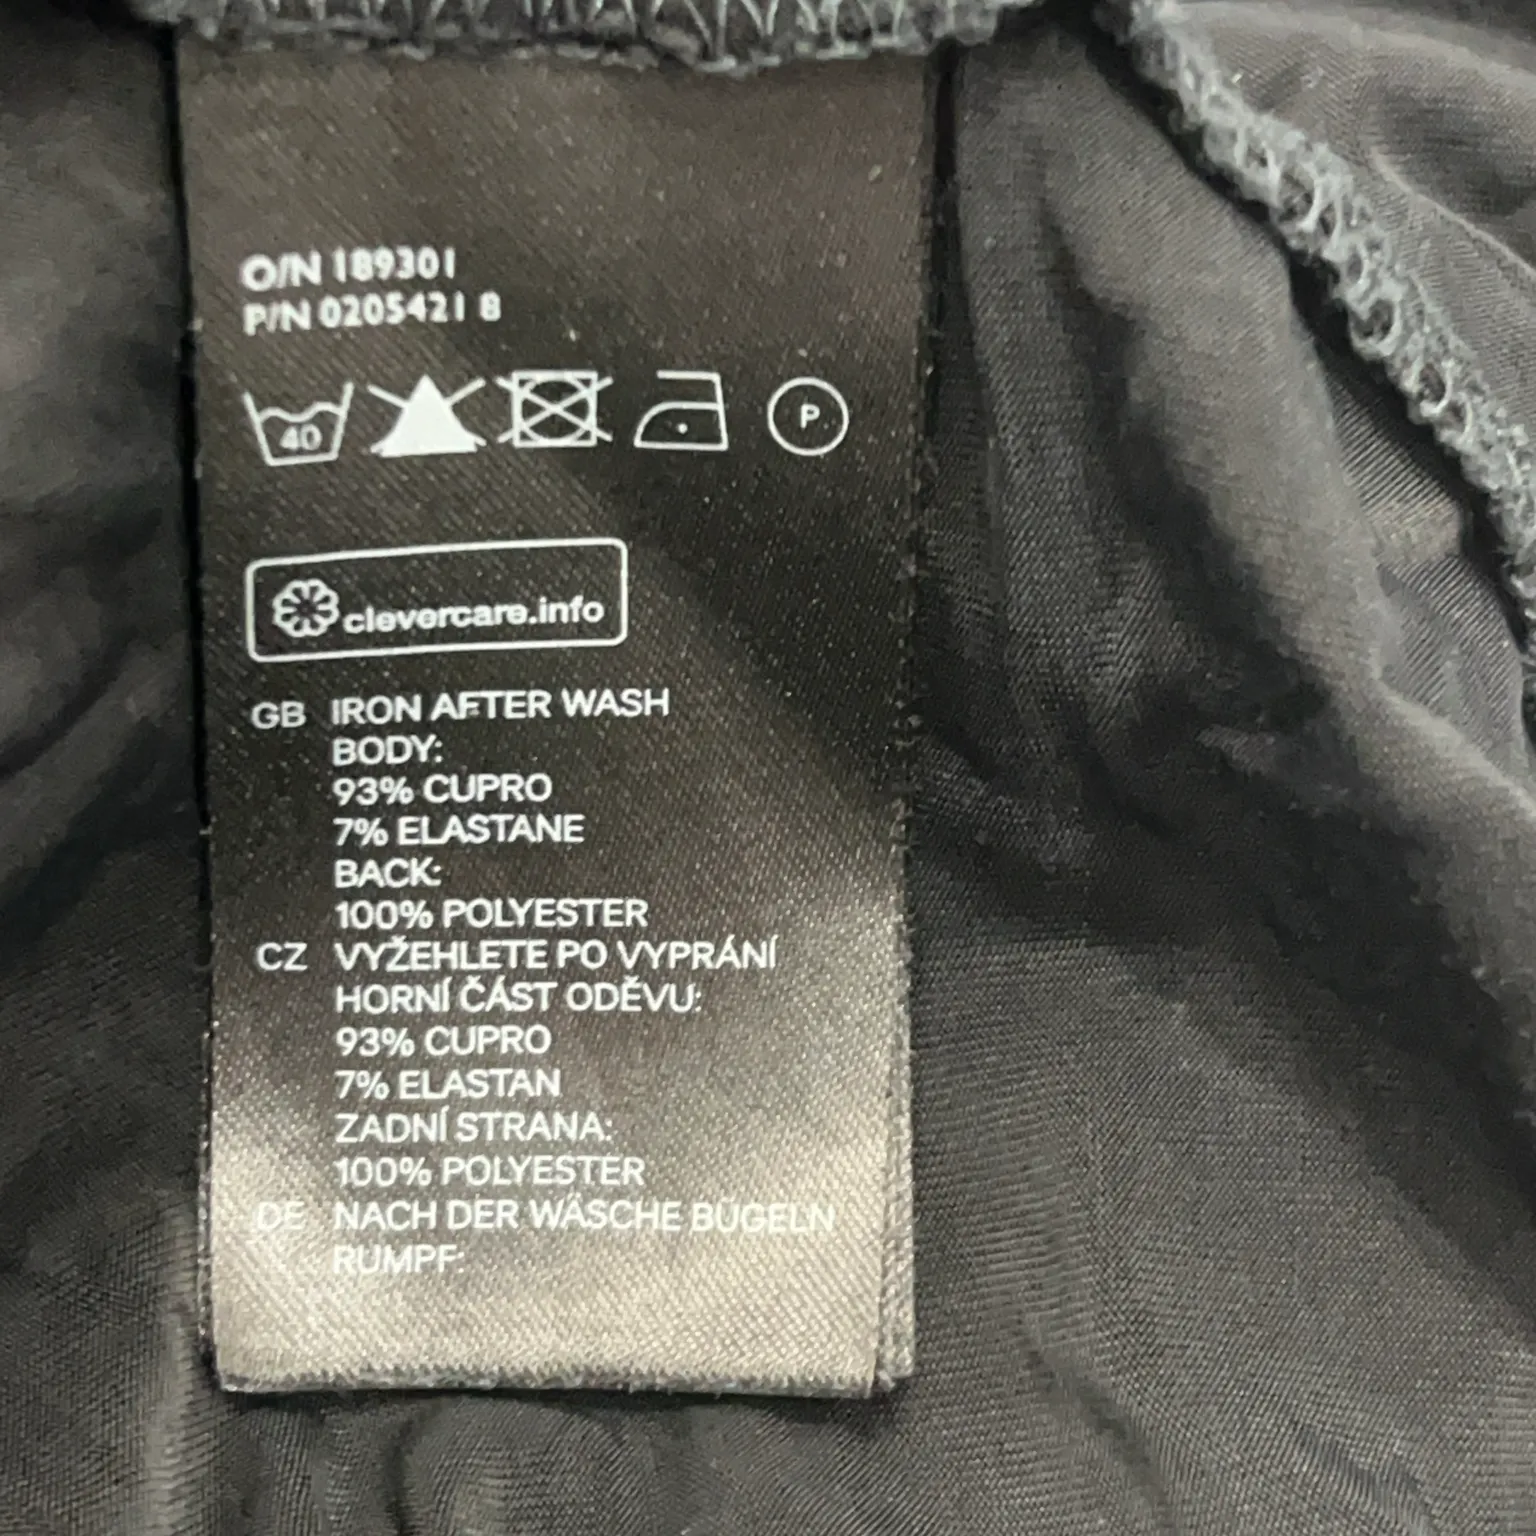 O/N 189301
P/N 0205421 8
40 P
clevercare.info
GB IRON AFTER WASH
BODY:
93% CUPRO
7% ELASTANE
BACK:
100% POLYESTER
CZ VYŽEHLETE PO VYPRÁNÍ
HORNÍ ČÁST ODĚVU:
93% CUPRO
7% ELASTAN
ZADNÍ STRANA:
100% POLYESTER
DE NACH DER WÄSCHE BÜGELN
RUMPF: